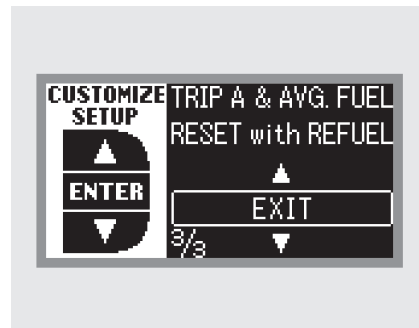 CUSTOMIZE
SETUP
ENTER
TRIP A & AVG. FUEL
RESET with REFUEL
EXIT
3/3